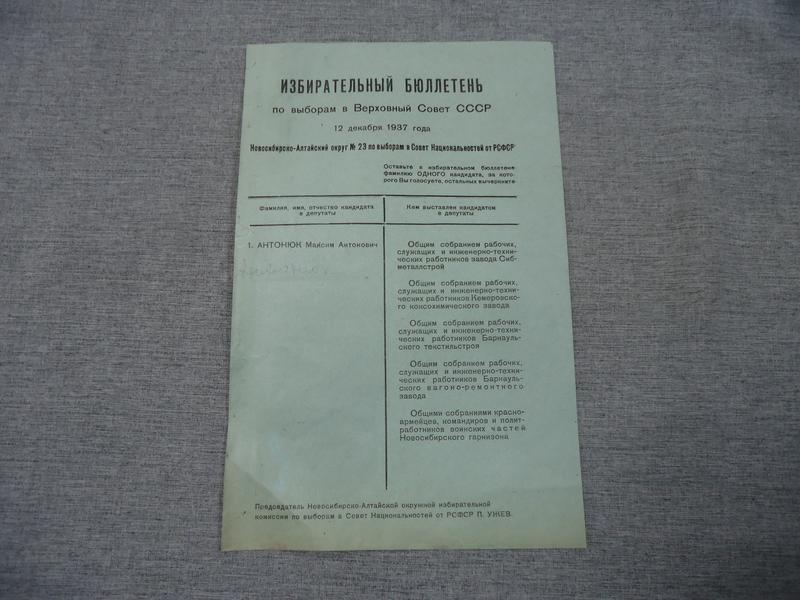 ИЗБИРАТЕЛЬНЫЙ БЮЛЛЕТЕНЬ
по выборам в Верховный Совет СССР
12 декабря 1937 года
Новосибирско-Алтайский округ № 23 по выборам в Совет Национальностей от РСФСР
Оставьте в избирательном бюллетене
фамилию ОДНОГО кандидата, за кото-
рого Вы голосуете, остальных вычеркните
Фамилия, имя, отчество кандидата
в депутаты
Кем выставлен кандидатом
в депутаты
1. АНТОНЮК Максим Антонович
Общим собранием рабочих,
служащих и инженерно-техни-
ческих работников завода Сиб-
металлстрой
Общим собранием рабочих,
служащих и инженерно-техни-
ческих работников Кемеровско-
го коксохимического завода
Общим собранием рабочих,
служащих и инженерно-техни-
ческих работников Барнауль-
ского текстильстроя
Общим собранием рабочих,
служащих и инженерно-техни-
ческих работников Барнауль-
ского вагоно-ремонтного
завода
Общими собраниями красно-
армейцев, командиров и полит-
работников воинских частей
Новосибирского гарнизона
Председатель Новосибирско-Алтайской окружной избирательной
комиссии по выборам в Совет Национальностей от РСФСР П. УЖЕВ.